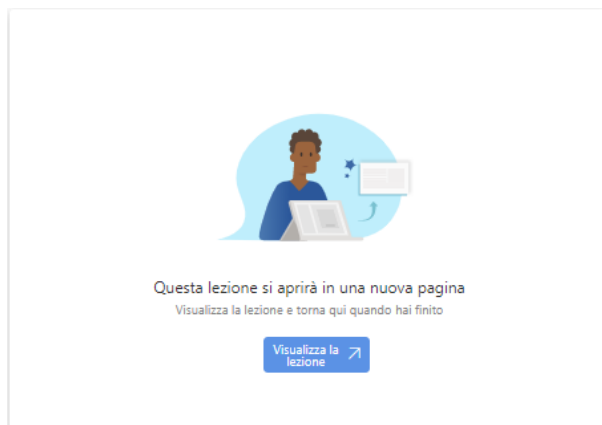 Questa lezione si aprirà in una nuova pagina
Visualizza la lezione e torna qui quando hai finito
Visualizza la
lezione